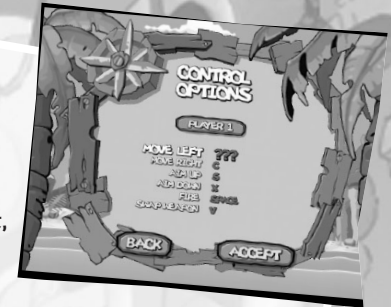 CONTROL
OPTIONS
PLAYER 1
MOVE LEFT ???
MOVE RIGHT C
AIM UP S
AIM DOWN X
FIRE SPACE
SWAP WEAPON V
BACK ACCEPT